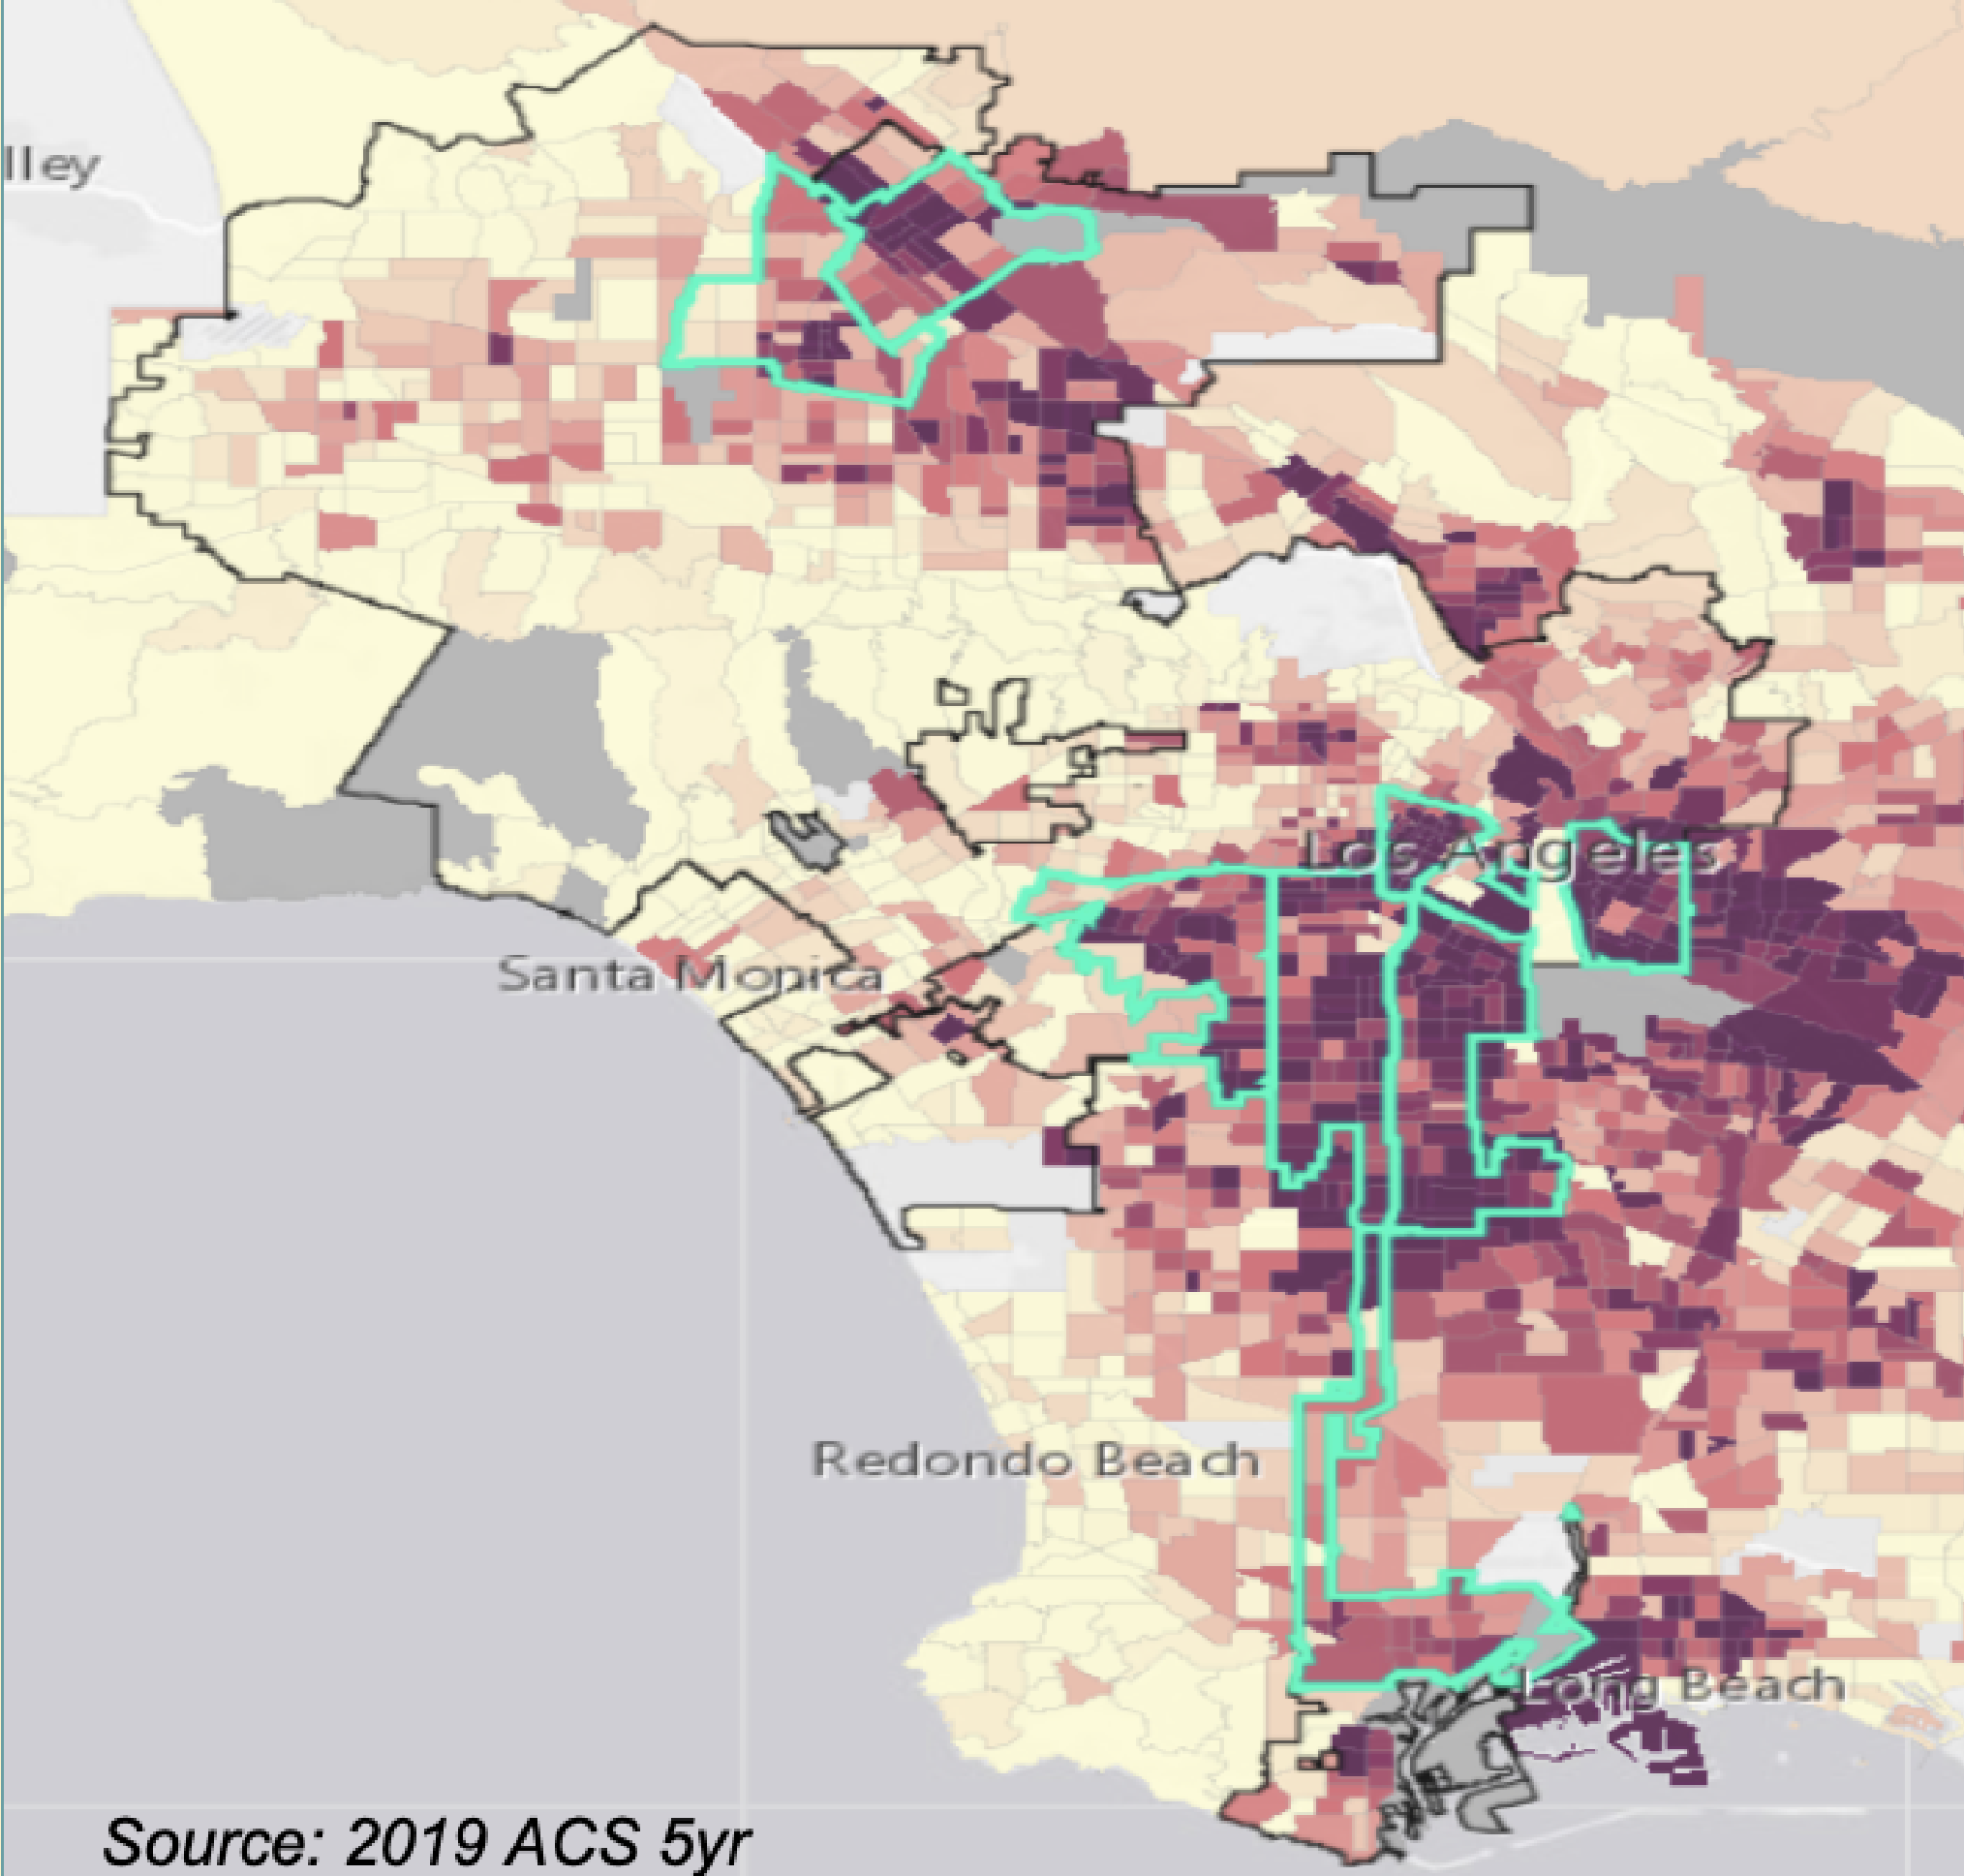 lley
Los Angeles
Santa Monica
Redondo Beach
Long Beach
Source: 2019 ACS 5yr